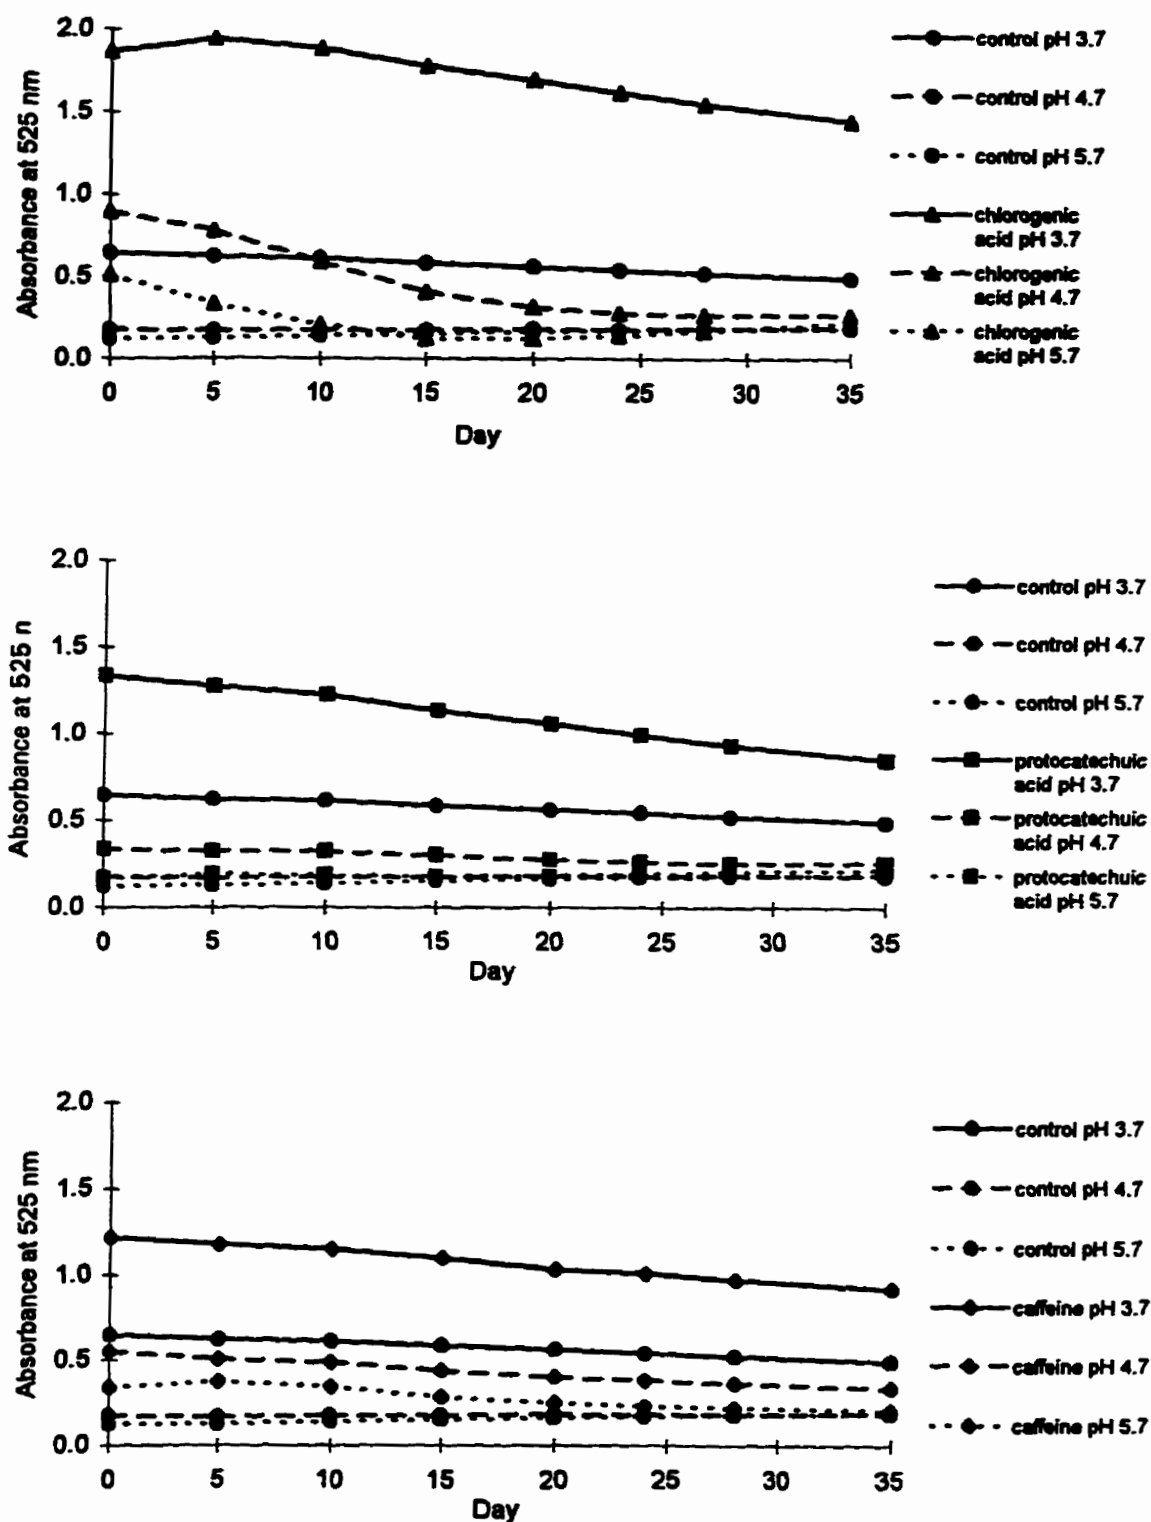 2.0
1.5
1.0
0.5
0.0
Absorbance at 525 nm
0 5 10 15 20 25 30 35
Day
control pH 3.7
control pH 4.7
control pH 5.7
chlorogenic
acid pH 3.7
chlorogenic
acid pH 4.7
chlorogenic
acid pH 5.7
2.0
1.5
1.0
0.5
0.0
Absorbance at 525 n
0 5 10 15 20 25 30 35
Day
control pH 3.7
control pH 4.7
control pH 5.7
protocatechuic
acid pH 3.7
protocatechuic
acid pH 4.7
protocatechuic
acid pH 5.7
2.0
1.5
1.0
0.5
0.0
Absorbance at 525 nm
0 5 10 15 20 25 30 35
Day
control pH 3.7
control pH 4.7
control pH 5.7
caffeine pH 3.7
caffeine pH 4.7
caffeine pH 5.7